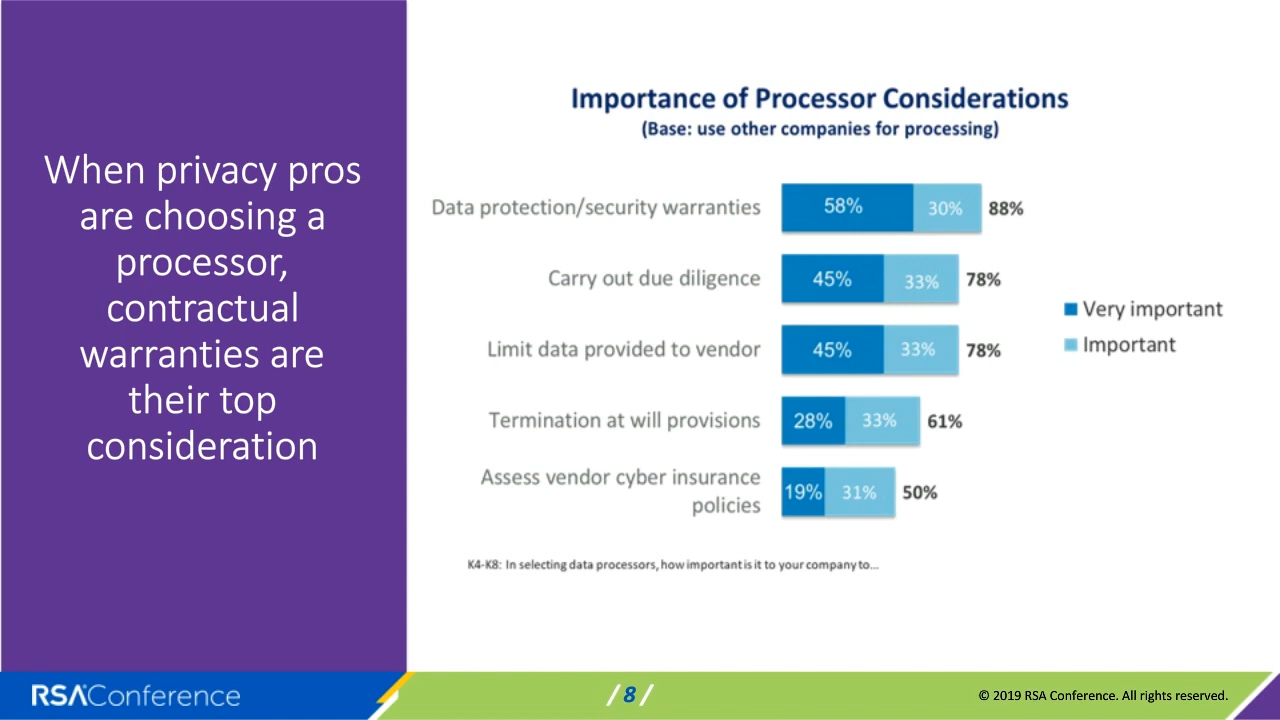 When privacy pros
are choosing a
processor,
contractual
warranties are
their top
consideration
Importance of Processor Considerations
(Base: use other companies for processing)
Data protection/security warranties 58% 30% 88%
Carry out due diligence 45% 33% 78%
Limit data provided to vendor 45% 33% 78%
Termination at will provisions 28% 33% 61%
Assess vendor cyber insurance
policies 19% 31% 50%
Very important
Important
K4-K8: In selecting data processors, how important is it to your company to...
RSA Conference
/ 8 /
© 2019 RSA Conference. All rights reserved.